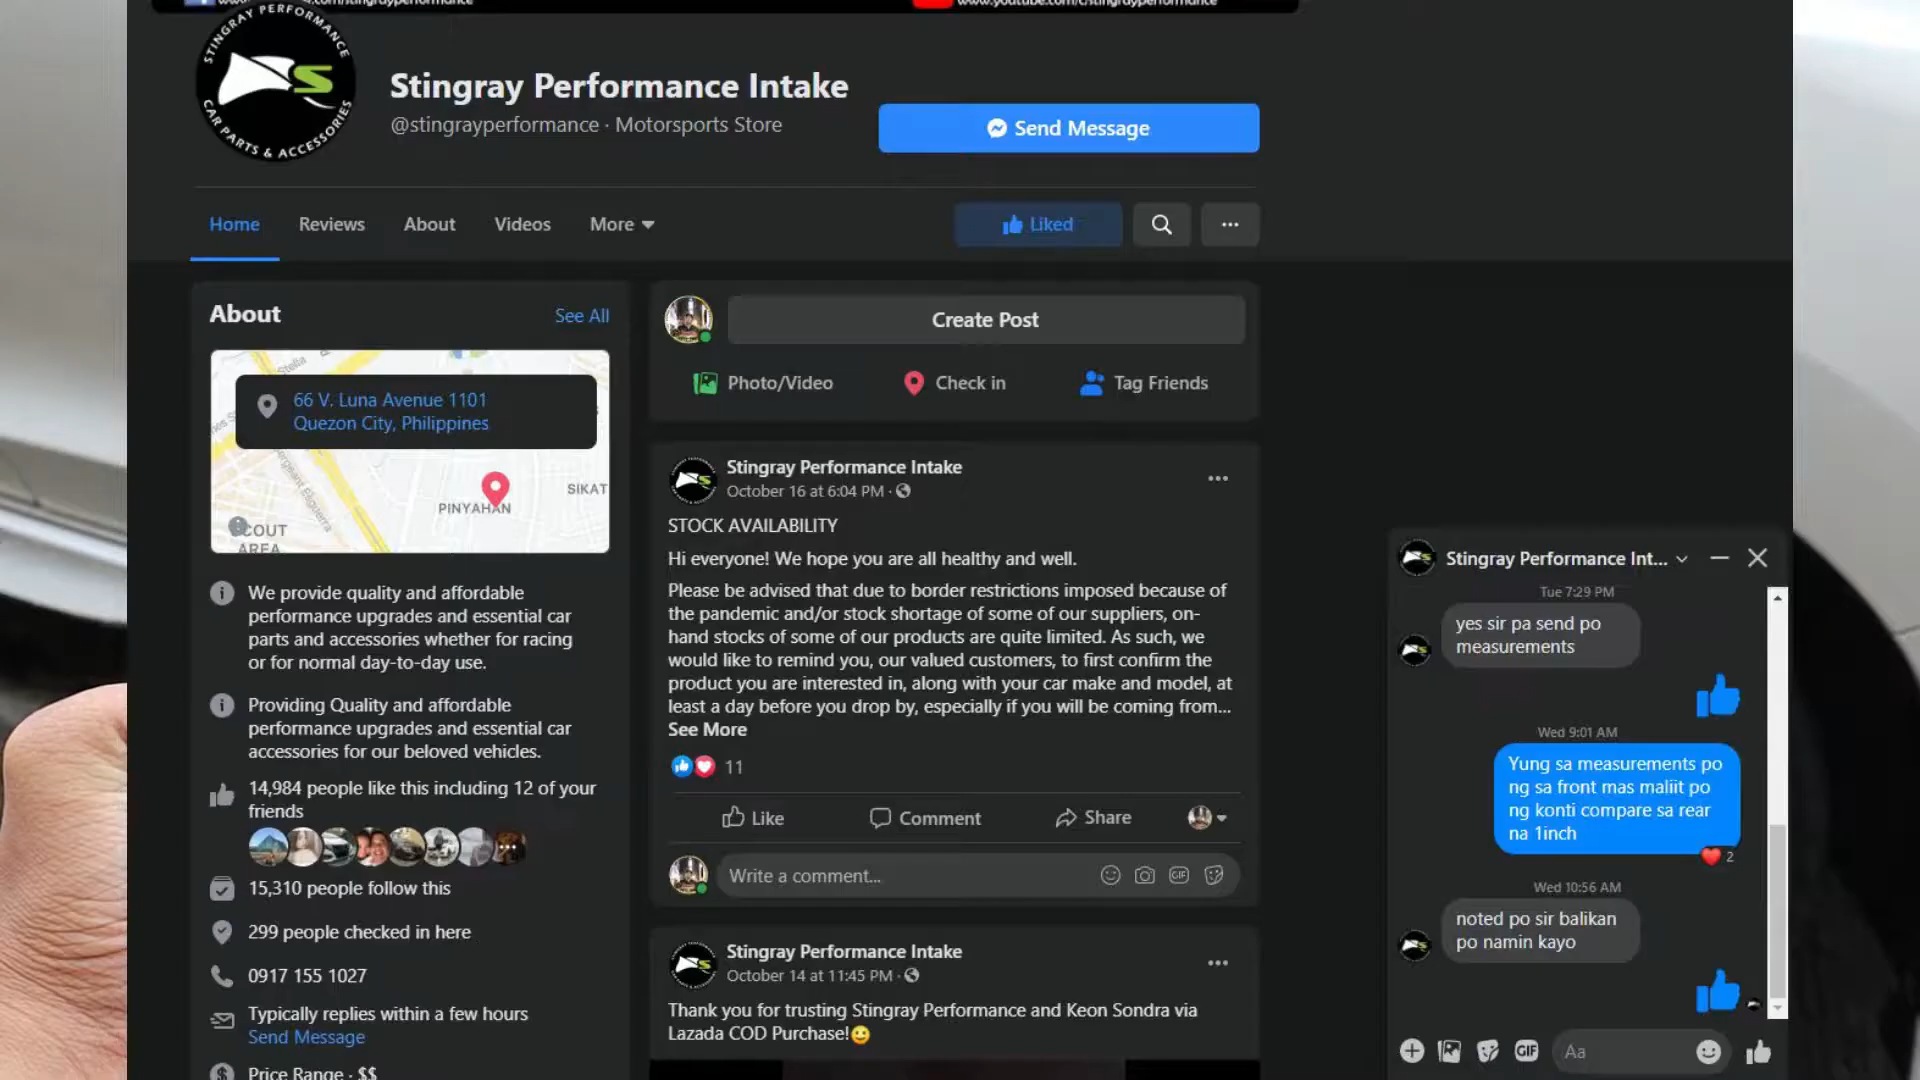 www.youtube.com/c/stingrayperformance
STINGRAY PERFORMANCE
CAR PARTS & ACCESSORIES
Stingray Performance Intake
@stingrayperformance · Motorsports Store
Send Message
Home
Reviews
About
Videos
More
Liked
About
See All
66 V. Luna Avenue 1101
Quezon City, Philippines
PINYAHAN
SIKAT
AREA
We provide quality and affordable
performance upgrades and essential car
parts and accessories whether for racing
or for normal day-to-day use.
Providing Quality and affordable
performance upgrades and essential car
accessories for our beloved vehicles.
14,984 people like this including 12 of your
friends
15,310 people follow this
299 people checked in here
0917 155 1027
Typically replies within a few hours
Send Message
Price Range · $$
Create Post
Photo/Video
Check in
Tag Friends
Stingray Performance Intake
October 16 at 6:04 PM ·
STOCK AVAILABILITY
Hi everyone! We hope you are all healthy and well.
Please be advised that due to border restrictions imposed because of
the pandemic and/or stock shortage of some of our suppliers, on-
hand stocks of some of our products are quite limited. As such, we
would like to remind you, our valued customers, to first confirm the
product you are interested in, along with your car make and model, at
least a day before you drop by, especially if you will be coming from...
See More
11
Like
Comment
Share
Write a comment...
GIF
Stingray Performance Intake
October 14 at 11:45 PM ·
Thank you for trusting Stingray Performance and Keon Sondra via
Lazada COD Purchase!
Stingray Performance Int...
Tue 7:29 PM
yes sir pa send po
measurements
Wed 9:01 AM
Yung sa measurements po
ng sa front mas maliit po
ng konti compare sa rear
na 1inch
2
Wed 10:56 AM
noted po sir balikan
po namin kayo
GIF
Aa